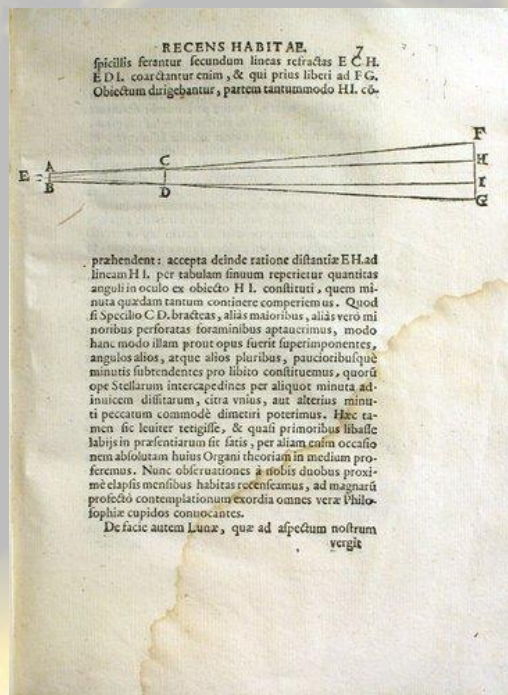 RECENS HABITAE. 7
ſpicillis ferantur ſecundum lineas refractas E C H.
E D I. coarctantur enim, & qui prius liberi ad F G.
Obiectum dirigebantur, partem tantummodo H I. cõ-
F
A C H
E
B D I
G
præhendent: accepta deinde ratione diſtantiæ E H. ad
lineam H I. per tabulam ſinuum reperietur quantitas
anguli in oculo ex obiecto H I. conſtituti, quem mi-
nuta quædam tantum continere comperiemus. Quod
ſi Specilio C D. bracteas, aliàs maioribus, aliàs verò mi
noribus perforatas foraminibus aptauerimus, modo
hanc modo illam prout opus fuerit ſuperimponentes,
angulos alios, atque alios pluribus, paucioribuſquè
minutis ſubtendentes pro libito conſtituemus, quorũ
ope Stellarum intercapedines per aliquot minuta ad-
inuicem diſsitarum, citra vnius, aut alterius minu-
ti peccatum commodè dimetiri poterimus. Hæc ta-
men ſic leuiter tetigiſſe, & quaſi primoribus libaſſe
labijs in præſentiarum ſit ſatis, per aliam enim occaſio
nem abſolutam huius Organi theoriam in medium pro-
feremus. Nunc obſeruationes à nobis duobus proxi-
mè elapſis menſibus habitas recenſeamus, ad magnarũ
profectò contemplationum exordia omnes veræ Philo-
ſophiæ cupidos conuocantes.
De facie autem Lunæ, quæ ad aſpectum noſtrum
vergit